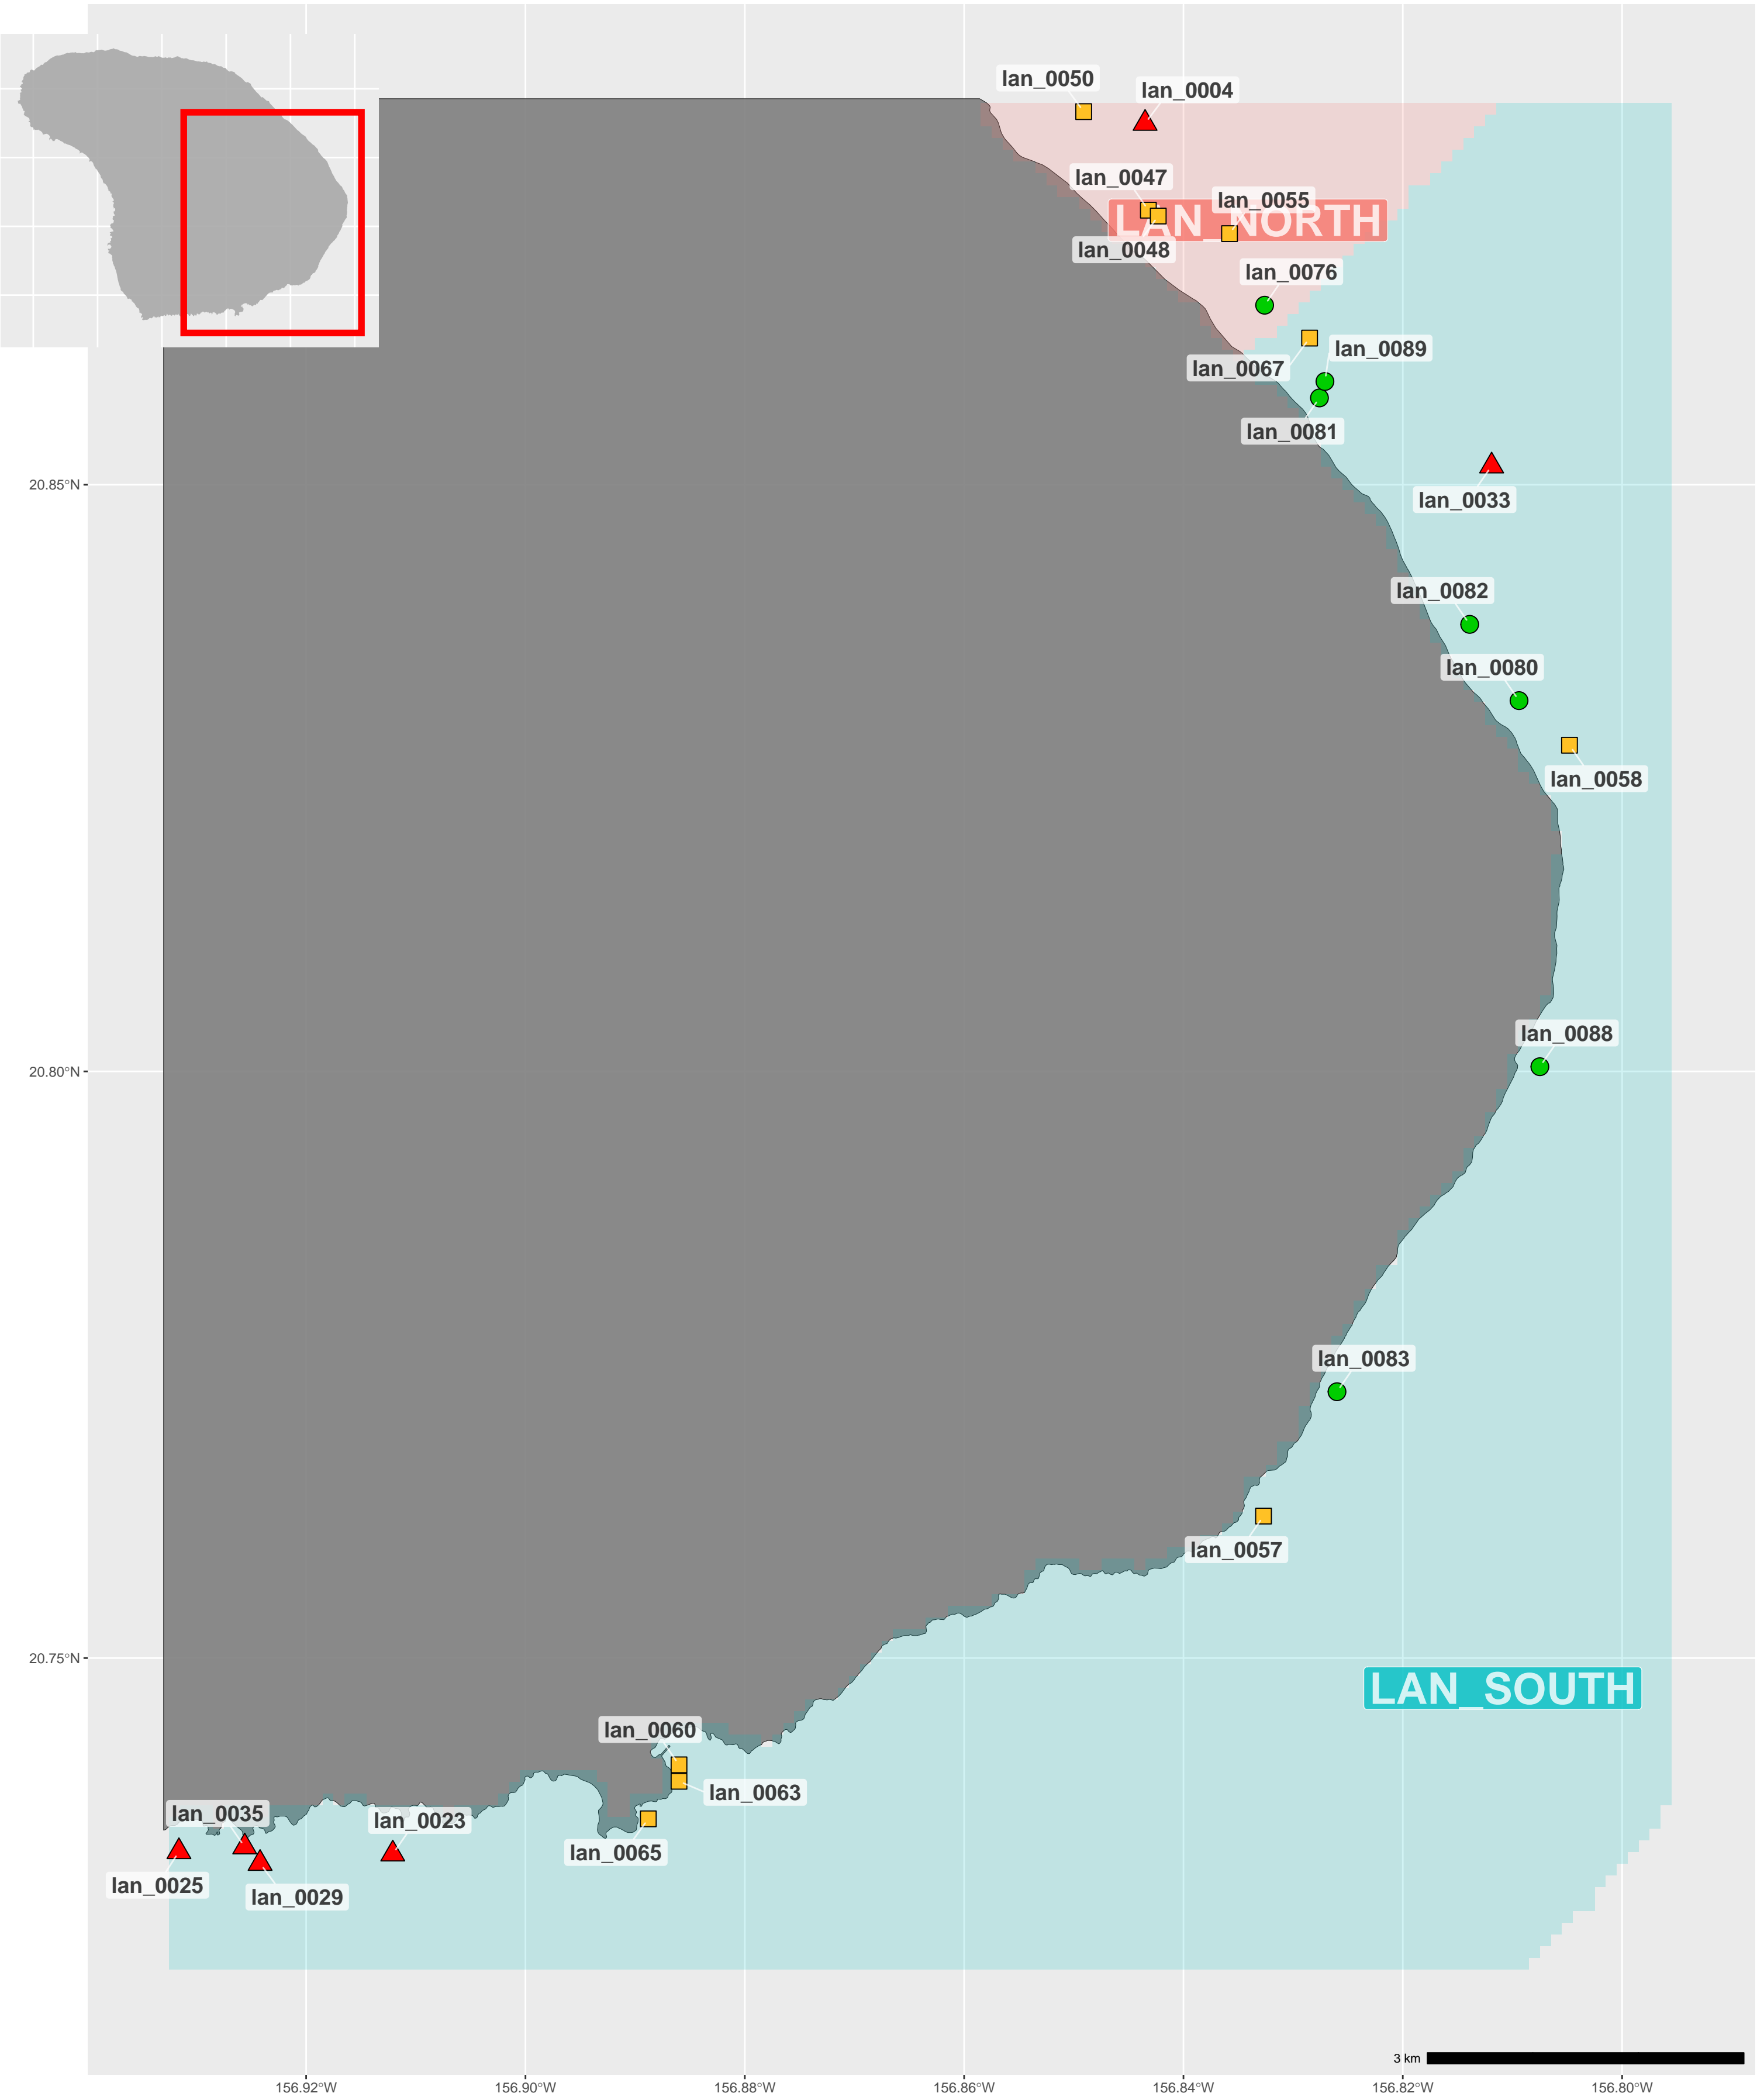 lan_0050
lan_0004
lan_0047
lan_0055
LAN_NORTH
lan_0048
lan_0076
lan_0089
lan_0067
lan_0081
20.85°N
lan_0033
lan_0082
lan_0080
lan_0058
lan_0088
20.80°N
lan_0083
lan_0057
20.75°N
LAN_SOUTH
lan_0060
lan_0063
lan_0035
lan_0023
lan_0065
lan_0025
lan_0029
3 km
156.92°W 156.90°W 156.88°W 156.86°W 156.84°W 156.82°W 156.80°W